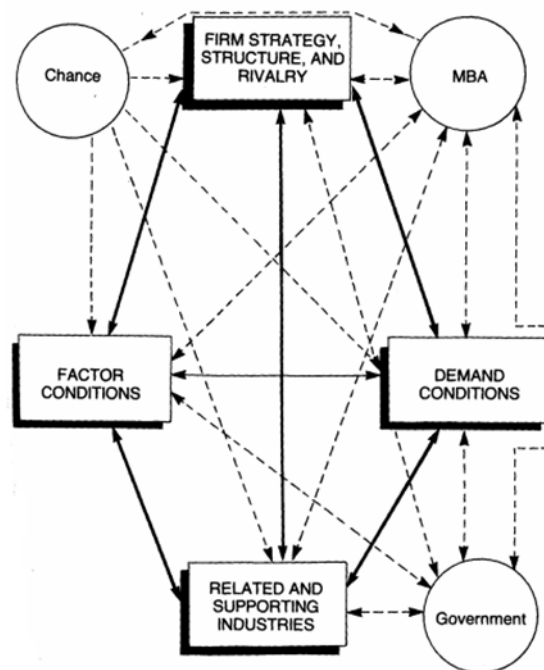 FIRM STRATEGY,
STRUCTURE, AND
RIVALRY
Chance
MBA
FACTOR
CONDITIONS
DEMAND
CONDITIONS
RELATED AND
SUPPORTING
INDUSTRIES
Government